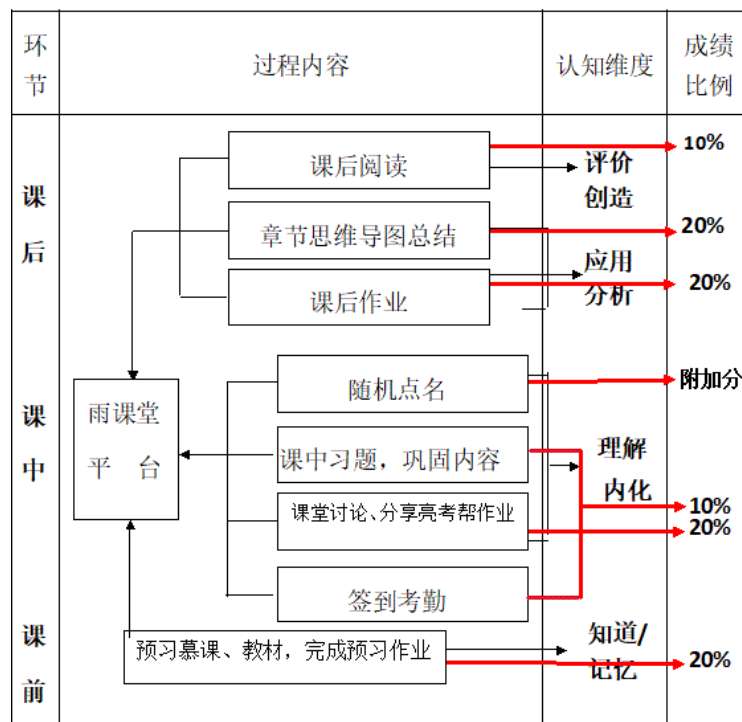 环
节
过程内容
认知维度
成绩
比例
课
后
课后阅读
评价
创造
10%
章节思维导图总结
20%
课后作业
应用
分析
20%
课
中
雨课堂
平 台
随机点名
附加分
课中习题，巩固内容
理解
内化
课堂讨论、分享亮考帮作业
10%
20%
签到考勤
课
前
预习慕课、教材，完成预习作业
知道/
记忆
20%